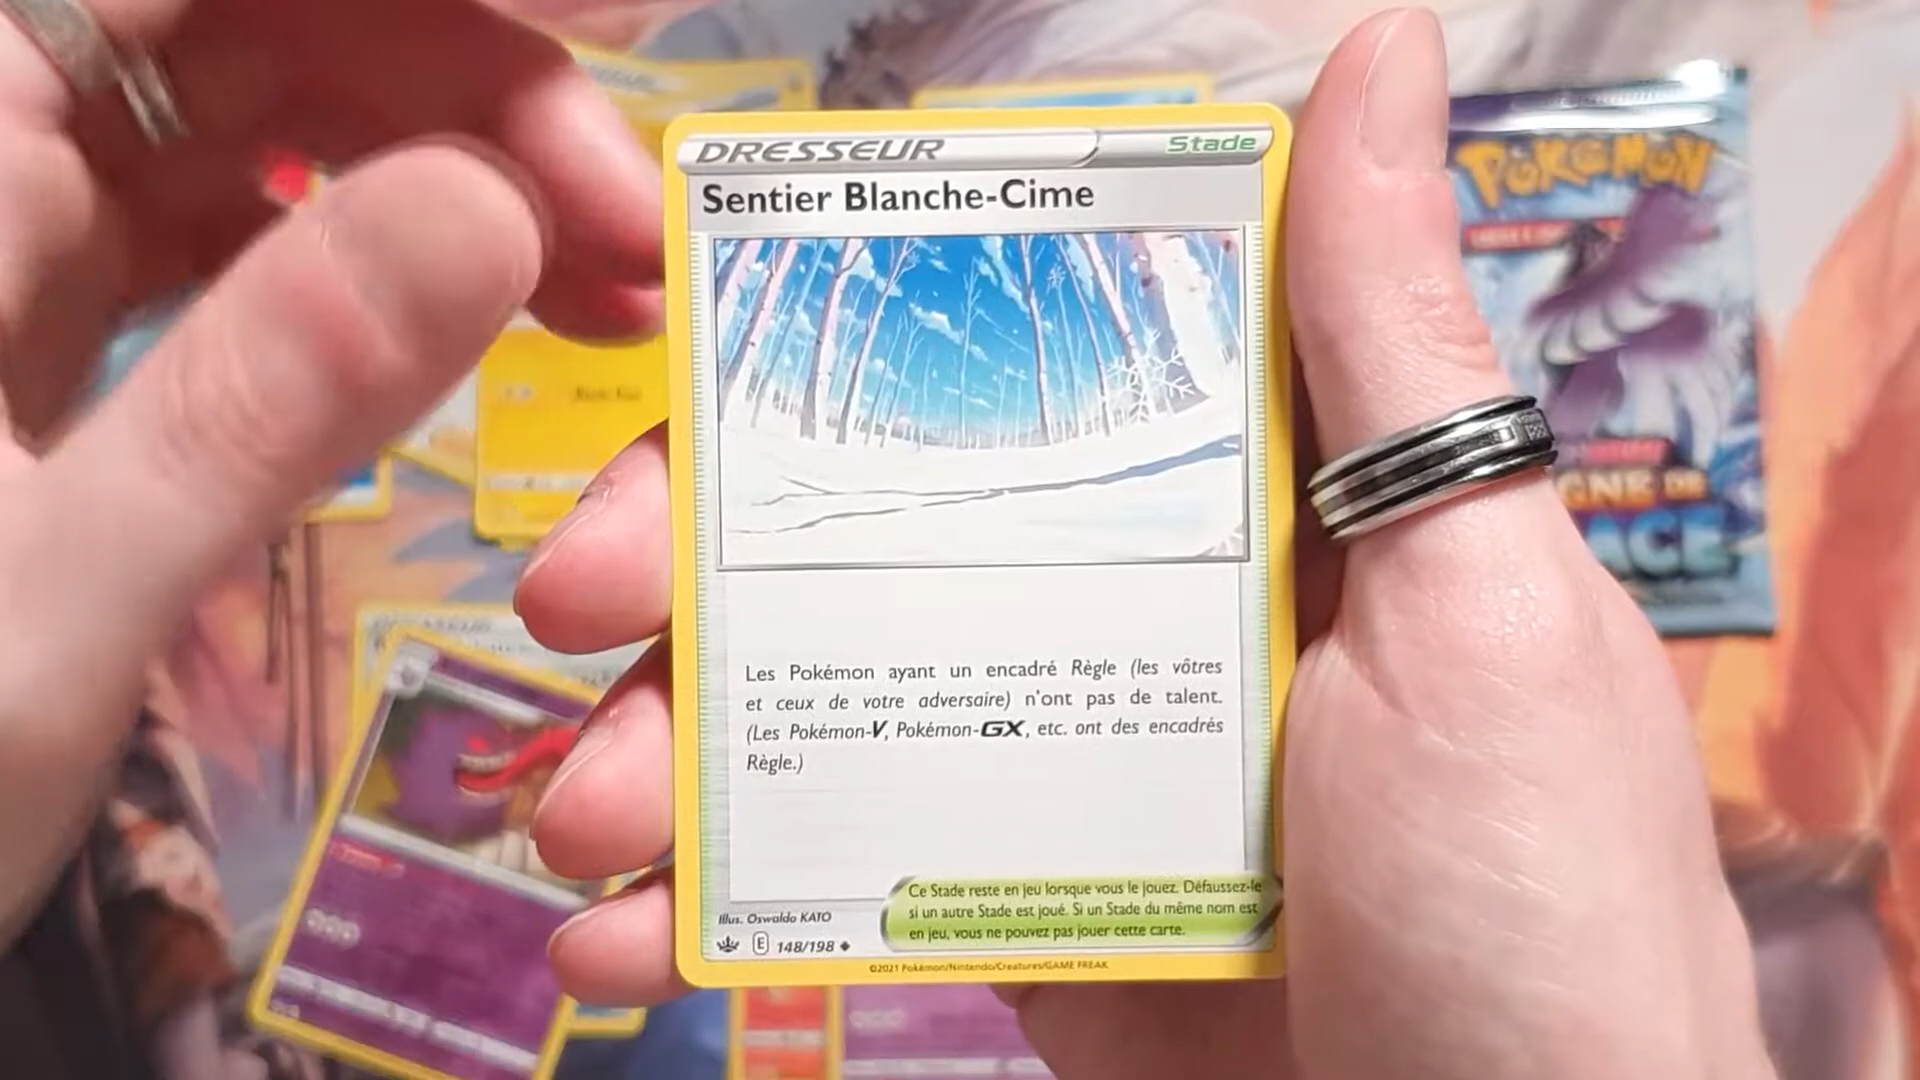 DRESSEUR
Stade
Sentier Blanche-Cime
Les Pokémon ayant un encadré Règle (les vôtres
et ceux de votre adversaire) n'ont pas de talent.
(Les Pokémon-V, Pokémon-GX, etc. ont des encadrés
Règle.)
Ce Stade reste en jeu lorsque vous le jouez. Défaussez-le
si un autre Stade est joué. Si un Stade du même nom est
en jeu, vous ne pouvez pas jouer cette carte.
Illus. Oswaldo KATO
E 148/198
©2021 Pokémon/Nintendo/Creatures/GAME FREAK
POKÉMON
GNE DE
ACE